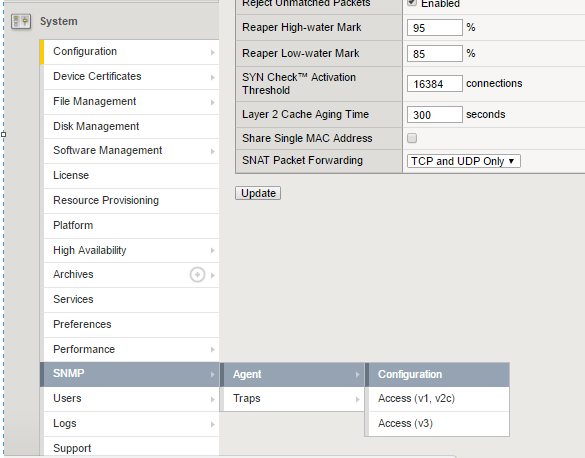 System
Configuration
Device Certificates
File Management
Disk Management
Software Management
License
Resource Provisioning
Platform
High Availability
Archives
Services
Preferences
Performance
SNMP
Users
Logs
Support
Agent
Traps
Configuration
Access (v1, v2c)
Access (v3)
Reject Unmatched Packets Enabled
Reaper High-water Mark 95 %
Reaper Low-water Mark 85 %
SYN Check™ Activation
Threshold 16384 connections
Layer 2 Cache Aging Time 300 seconds
Share Single MAC Address
SNAT Packet Forwarding TCP and UDP Only
Update